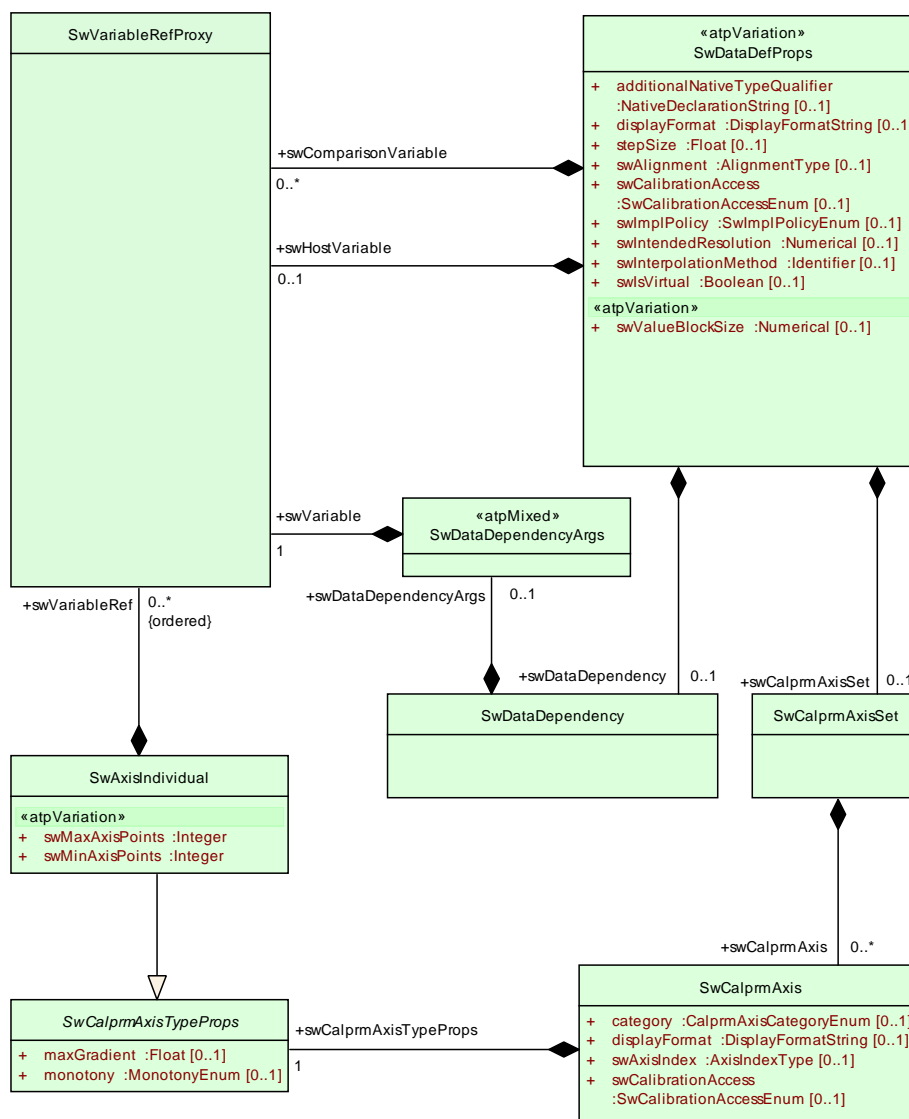 SwVariableRefProxy
«atpVariation»
SwDataDefProps
+ additionalNativeTypeQualifier
:NativeDeclarationString [0..1]
+ displayFormat :DisplayFormatString [0..1
+ stepSize :Float [0..1]
+ swAlignment :AlignmentType [0..1]
+ swCalibrationAccess
:SwCalibrationAccessEnum [0..1]
+ swImplPolicy :SwImplPolicyEnum [0..1]
+ swIntendedResolution :Numerical [0..1]
+ swInterpolationMethod :Identifier [0..1]
+ swIsVirtual :Boolean [0..1]
«atpVariation»
+ swValueBlockSize :Numerical [0..1]
+swComparisonVariable
0..*
+swHostVariable
0..1
+swVariable
1
«atpMixed»
SwDataDependencyArgs
+swVariableRef
0..*
{ordered}
+swDataDependencyArgs
0..1
+swDataDependency
0..1
+swCalprmAxisSet
0..1
SwDataDependency
SwCalprmAxisSet
SwAxisIndividual
«atpVariation»
+ swMaxAxisPoints :Integer
+ swMinAxisPoints :Integer
+swCalprmAxis
0..*
SwCalprmAxisTypeProps
+ maxGradient :Float [0..1]
+ monotony :MonotonyEnum [0..1]
+swCalprmAxisTypeProps
1
SwCalprmAxis
+ category :CalprmAxisCategoryEnum [0..1]
+ displayFormat :DisplayFormatString [0..1]
+ swAxisIndex :AxisIndexType [0..1]
+ swCalibrationAccess
:SwCalibrationAccessEnum [0..1]